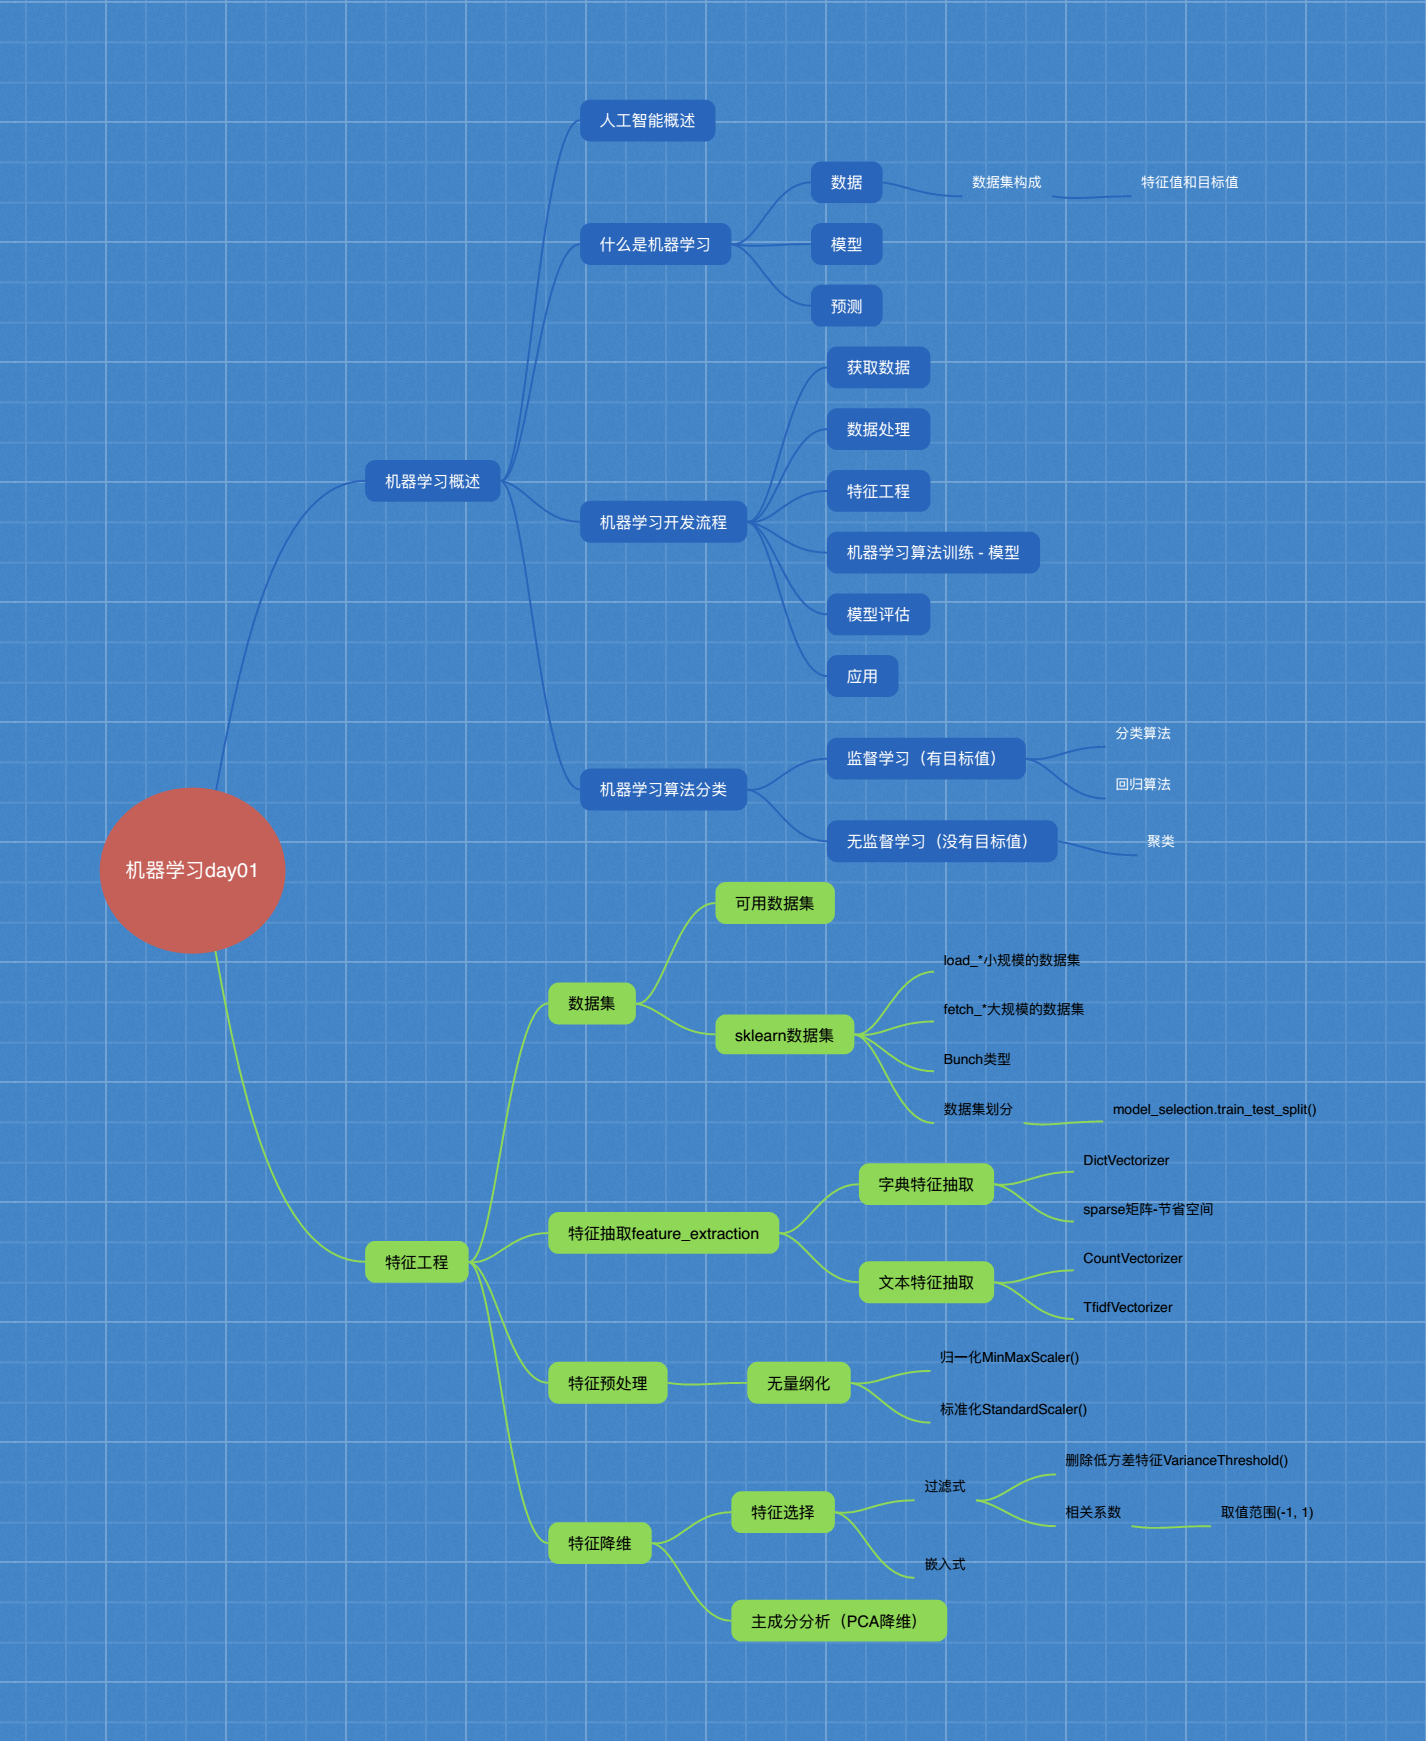 机器学习day01
机器学习概述
人工智能概述
什么是机器学习
数据
数据集构成
特征值和目标值
模型
预测
机器学习开发流程
获取数据
数据处理
特征工程
机器学习算法训练 - 模型
模型评估
应用
机器学习算法分类
监督学习（有目标值）
分类算法
回归算法
无监督学习（没有目标值）
聚类
特征工程
数据集
可用数据集
sklearn数据集
load_*小规模的数据集
fetch_*大规模的数据集
Bunch类型
数据集划分
model_selection.train_test_split()
特征抽取feature_extraction
字典特征抽取
DictVectorizer
sparse矩阵-节省空间
文本特征抽取
CountVectorizer
TfidfVectorizer
特征预处理
无量纲化
归一化MinMaxScaler()
标准化StandardScaler()
特征降维
特征选择
过滤式
删除低方差特征VarianceThreshold()
相关系数
取值范围(-1, 1)
嵌入式
主成分分析（PCA降维）